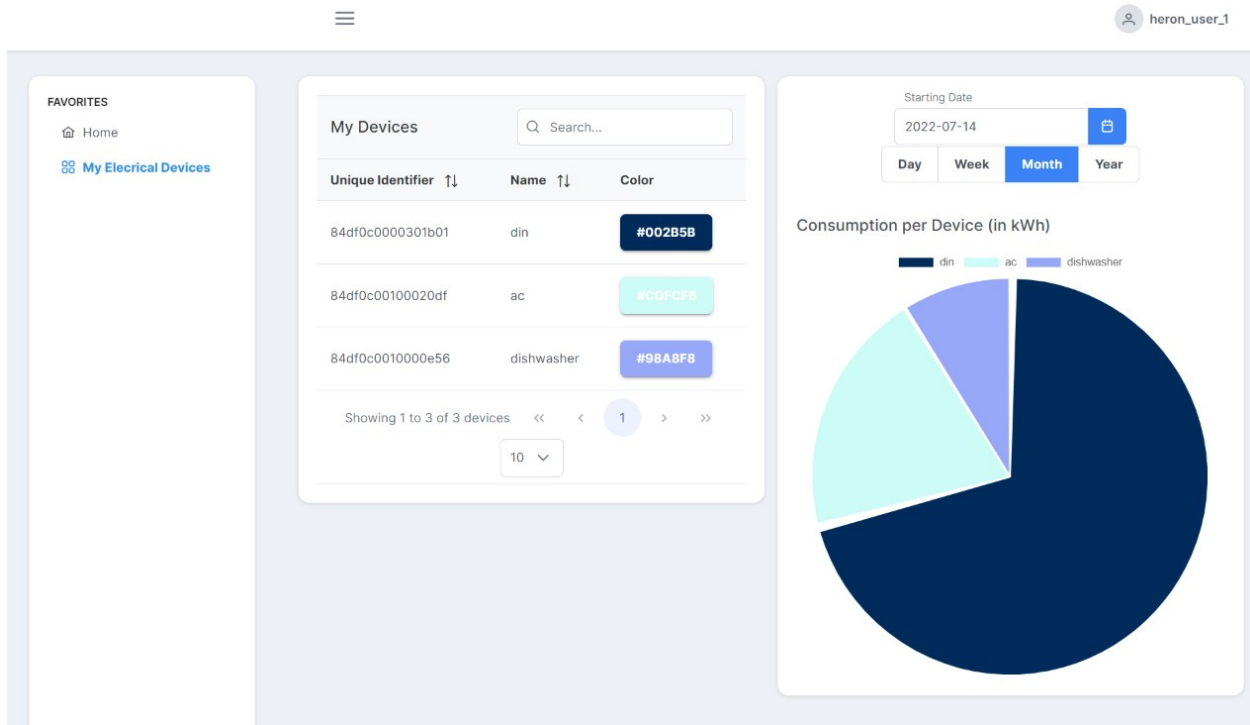 heron_user_1
FAVORITES
Home
My Elecrical Devices
My Devices
Search...
Unique Identifier Name Color
84df0c0000301b01 din #002B5B
84df0c00100020df ac #CDFCF6
84df0c0010000e56 dishwasher #98A8F8
Showing 1 to 3 of 3 devices << < 1 > >>
10
Starting Date
2022-07-14
Day Week Month Year
Consumption per Device (in kWh)
din ac dishwasher